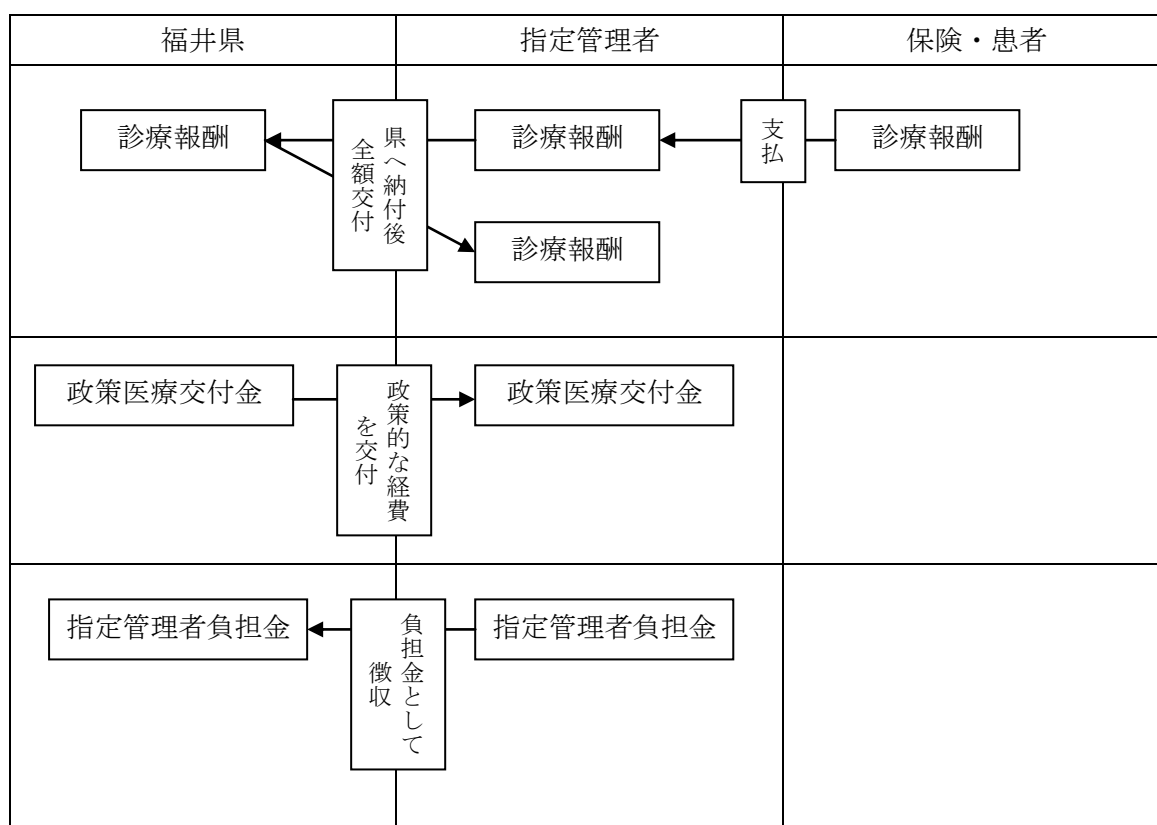 福井県
指定管理者
保険・患者
診療報酬
県へ納付後
全額交付
診療報酬
支払
診療報酬
診療報酬
政策医療交付金
政策的な経費
を交付
政策医療交付金
指定管理者負担金
負担金として
徴収
指定管理者負担金